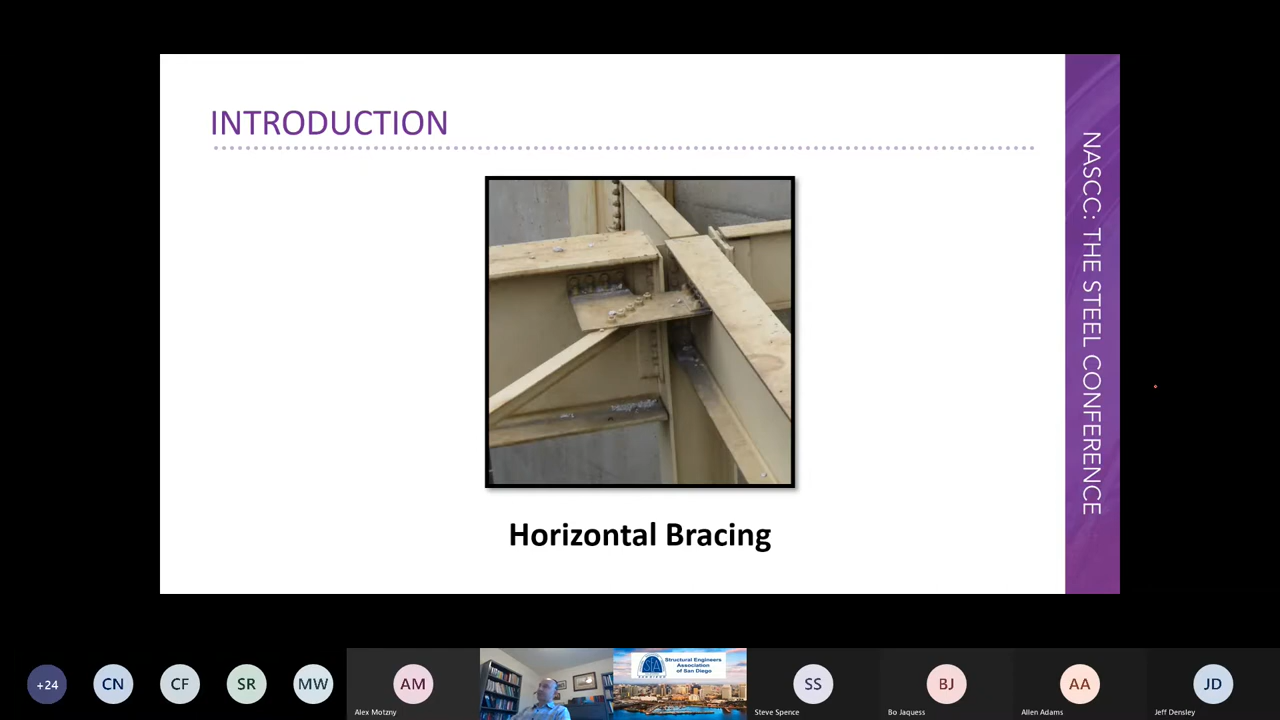 INTRODUCTION
Horizontal Bracing
NASCC: THE STEEL CONFERENCE
+24
CN
CF
SR
MW
AM
Alex Motzny
Structural Engineers
Association
of San Diego
SS
Steve Spence
BJ
Bo Jaquess
AA
Allen Adams
JD
Jeff Densley